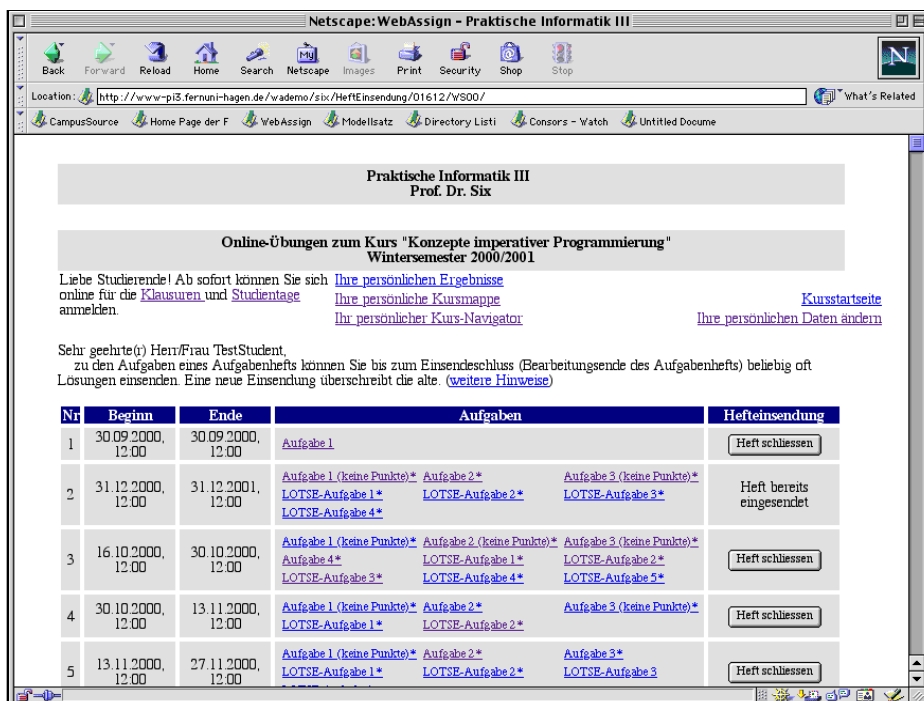 Netscape: WebAssign - Praktische Informatik III
Back Forward Reload Home Search Netscape Images Print Security Shop Stop
My
N
Location: http://www-pi3.fernuni-hagen.de/wademo/six/HeftEinsendung/01612/WS00/ What's Related
CampusSource Home Page der F WebAssign Modellsatz Directory Listi Consors - Watch Untitled Docume
Praktische Informatik III
Prof. Dr. Six
Online-Übungen zum Kurs "Konzepte imperativer Programmierung"
Wintersemester 2000/2001
Liebe Studierende! Ab sofort können Sie sich
online für die Klausuren und Studientage
anmelden.
Ihre persönlichen Ergebnisse
Ihre persönliche Kursmappe
Ihr persönlicher Kurs-Navigator
Kursstartseite
Ihre persönlichen Daten ändern
Sehr geehrte(r) Herr/Frau TestStudent,
zu den Aufgaben eines Aufgabenhefts können Sie bis zum Einsendeschluss (Bearbeitungsende des Aufgabenhefts) beliebig oft
Lösungen einsenden. Eine neue Einsendung überschreibt die alte. (weitere Hinweise)
Nr Beginn Ende Aufgaben Hefteinsendung
1 30.09.2000, 12:00 30.09.2000, 12:00 Aufgabe 1 Heft schliessen
2 31.12.2000, 12:00 31.12.2001, 12:00
Aufgabe 1 (keine Punkte)* Aufgabe 2* Aufgabe 3 (keine Punkte)*
LOTSE-Aufgabe 1* LOTSE-Aufgabe 2* LOTSE-Aufgabe 3*
LOTSE-Aufgabe 4*
Heft bereits
eingesendet
3 16.10.2000, 12:00 30.10.2000, 12:00
Aufgabe 1 (keine Punkte)* Aufgabe 2 (keine Punkte)* Aufgabe 3 (keine Punkte)*
Aufgabe 4* LOTSE-Aufgabe 1* LOTSE-Aufgabe 2*
LOTSE-Aufgabe 3* LOTSE-Aufgabe 4* LOTSE-Aufgabe 5*
Heft schliessen
4 30.10.2000, 12:00 13.11.2000, 12:00
Aufgabe 1 (keine Punkte)* Aufgabe 2* Aufgabe 3 (keine Punkte)*
LOTSE-Aufgabe 1* LOTSE-Aufgabe 2*
Heft schliessen
5 13.11.2000, 12:00 27.11.2000, 12:00
Aufgabe 1 (keine Punkte)* Aufgabe 2* Aufgabe 3*
LOTSE-Aufgabe 1* LOTSE-Aufgabe 2* LOTSE-Aufgabe 3
Heft schliessen